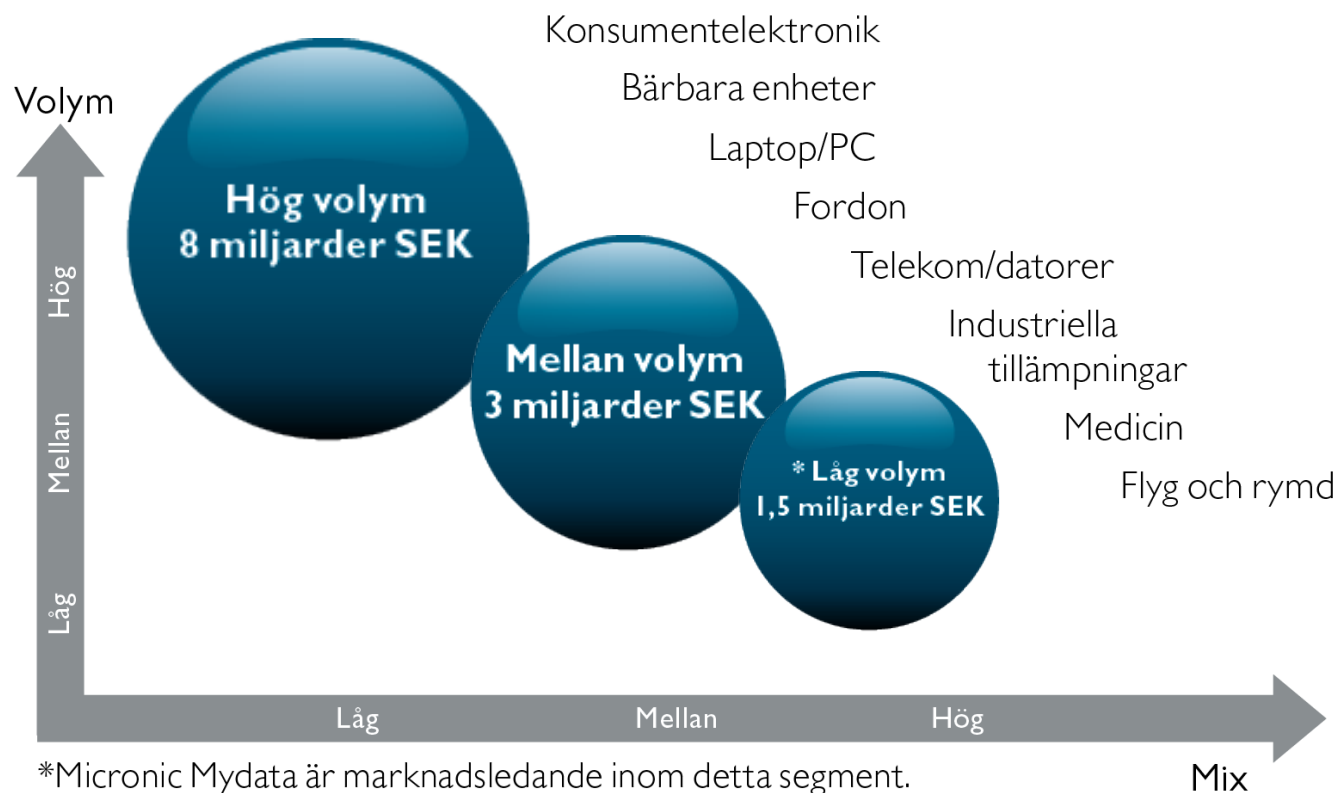 Konsumentelektronik
Bärbara enheter
Laptop/PC
Fordon
Telekom/datorer
Industriella
tillämpningar
Medicin
Flyg och rymd
Volym
Hög
Mellan
Låg
Hög volym
8 miljarder SEK
Mellan volym
3 miljarder SEK
* Låg volym
1,5 miljarder SEK
Låg
Mellan
Hög
Mix
*Micronic Mydata är marknadsledande inom detta segment.